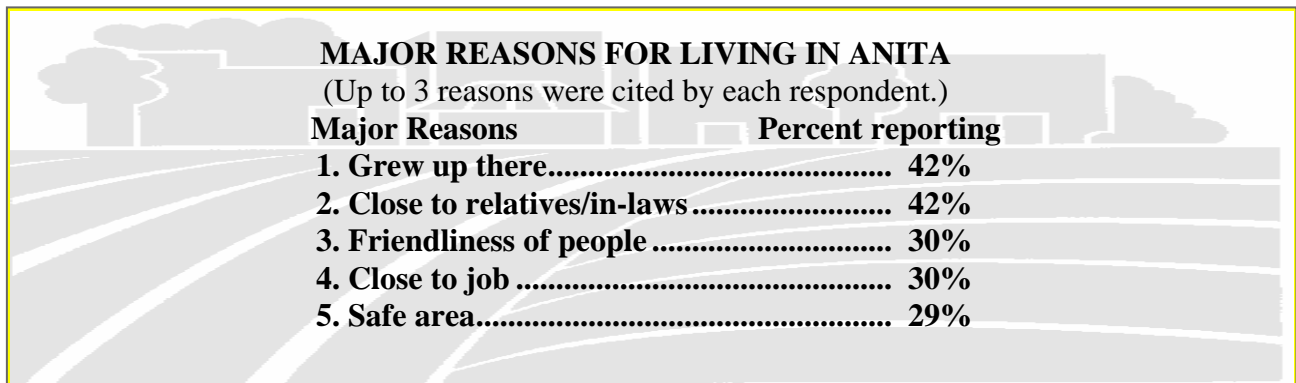 MAJOR REASONS FOR LIVING IN ANITA
(Up to 3 reasons were cited by each respondent.)
Major Reasons Percent reporting
1. Grew up there........................................... 42%
2. Close to relatives/in-laws......................... 42%
3. Friendliness of people.............................. 30%
4. Close to job............................................... 30%
5. Safe area.................................................... 29%